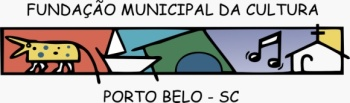 FUNDAÇÃO MUNICIPAL DA CULTURA
PORTO BELO - SC